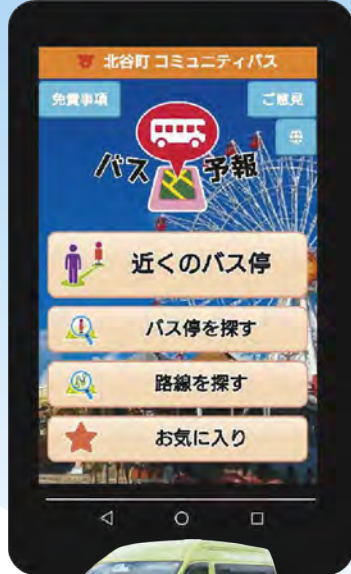 北谷町 コミュニティバス
免責事項
ご意見
バス予報
近くのバス停
バス停を探す
路線を探す
お気に入り